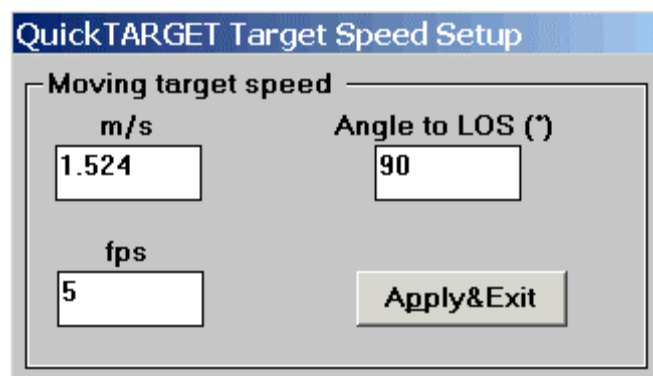 QuickTARGET Target Speed Setup
Moving target speed
m/s
Angle to LOS (*)
1.524
90
fps
5
Apply&Exit